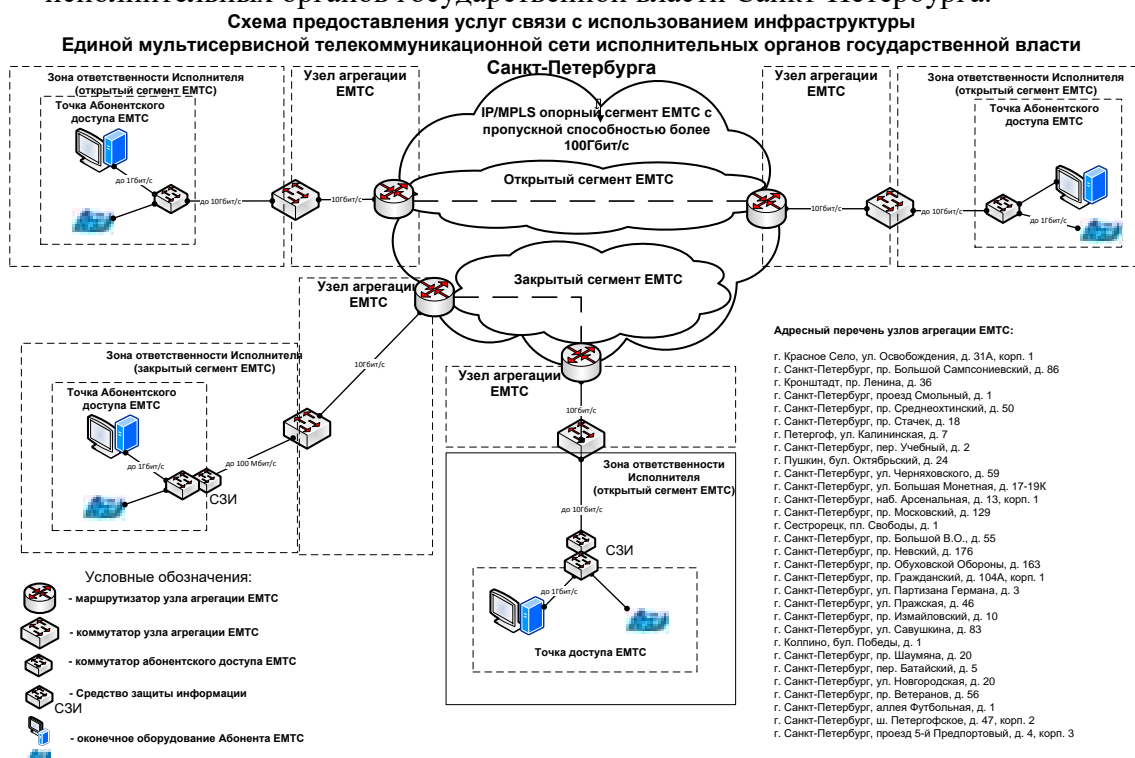 исполнительных органов государственной власти Санкт-Петербурга.
Схема предоставления услуг связи с использованием инфраструктуры
Единой мультисервисной телекоммуникационной сети исполнительных органов государственной власти
Санкт-Петербурга
Зона ответственности Исполнителя
(открытый сегмент ЕМТС)
Точка Абонентского
доступа ЕМТС
до 1Гбит/с
до 10Гбит/с
Узел агрегации
ЕМТС
10Гбит/с
IP/MPLS опорный сегмент ЕМТС с
пропускной способностью более
100Гбит/с
Открытый сегмент ЕМТС
Закрытый сегмент ЕМТС
Узел агрегации
ЕМТС
10Гбит/с
Зона ответственности Исполнителя
(открытый сегмент ЕМТС)
Точка Абонентского
доступа ЕМТС
до 10Гбит/с
до 1Гбит/с
Узел агрегации
ЕМТС
10Гбит/с
Зона ответственности Исполнителя
(закрытый сегмент ЕМТС)
Точка Абонентского
доступа ЕМТС
до 1Гбит/с
до 100 Мбит/с
СЗИ
Узел агрегации
ЕМТС
10Гбит/с
Зона ответственности
Исполнителя
(открытый сегмент ЕМТС)
до 10Гбит/с
СЗИ
до 1Гбит/с
Точка доступа ЕМТС
Условные обозначения:
- маршрутизатор узла агрегации ЕМТС
- коммутатор узла агрегации ЕМТС
- коммутатор абонентского доступа ЕМТС
- Средство защиты информации
СЗИ
- оконечное оборудование Абонента ЕМТС
Адресный перечень узлов агрегации ЕМТС:
г. Красное Село, ул. Освобождения, д. 31А, корп. 1
г. Санкт-Петербург, пр. Большой Сампсониевский, д. 86
г. Кронштадт, пр. Ленина, д. 36
г. Санкт-Петербург, проезд Смольный, д. 1
г. Санкт-Петербург, пр. Среднеохтинский, д. 50
г. Санкт-Петербург, пр. Стачек, д. 18
г. Петергоф, ул. Калининская, д. 7
г. Санкт-Петербург, пер. Учебный, д. 2
г. Пушкин, бул. Октябрьский, д. 24
г. Санкт-Петербург, ул. Черняховского, д. 59
г. Санкт-Петербург, ул. Большая Монетная, д. 17-19К
г. Санкт-Петербург, наб. Арсенальная, д. 13, корп. 1
г. Санкт-Петербург, пр. Московский, д. 129
г. Сестрорецк, пл. Свободы, д. 1
г. Санкт-Петербург, пр. Большой В.О., д. 55
г. Санкт-Петербург, пр. Невский, д. 176
г. Санкт-Петербург, пр. Обуховской Обороны, д. 163
г. Санкт-Петербург, пр. Гражданский, д. 104А, корп. 1
г. Санкт-Петербург, ул. Партизана Германа, д. 3
г. Санкт-Петербург, ул. Пражская, д. 46
г. Санкт-Петербург, пр. Измайловский, д. 10
г. Санкт-Петербург, ул. Савушкина, д. 83
г. Колпино, бул. Победы, д. 1
г. Санкт-Петербург, пр. Шаумяна, д. 20
г. Санкт-Петербург, пер. Батайский, д. 5
г. Санкт-Петербург, ул. Новгородская, д. 20
г. Санкт-Петербург, пр. Ветеранов, д. 56
г. Санкт-Петербург, аллея Футбольная, д. 1
г. Санкт-Петербург, ш. Петергофское, д. 47, корп. 2
г. Санкт-Петербург, проезд 5-й Предпортовый, д. 4, корп. 3